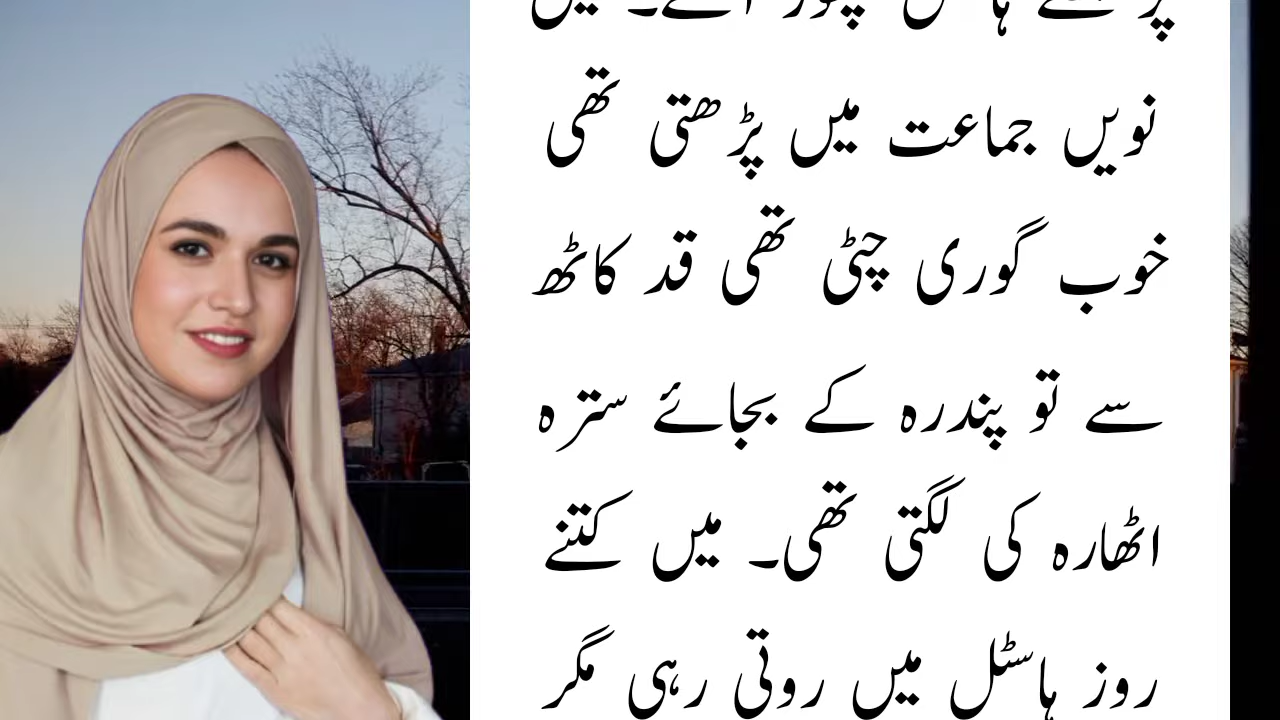 نویں جماعت میں پڑھتی تھی
خوب گوری چٹی تھی قد کاٹھ
سے تو پندرہ کے بجائے سترہ
اٹھارہ کی لگتی تھی۔ میں کتنے
روز ہاسٹل میں روتی رہی مگر